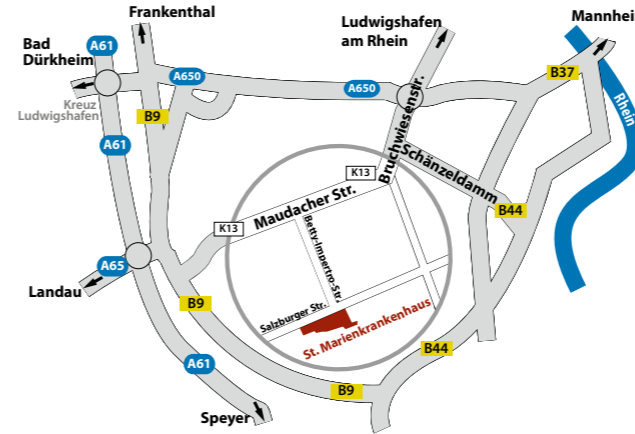 Frankenthal
Ludwigshafen
am Rhein
Mannhei
Bad
Dürkheim
A61
A650
A650
B37
Kreuz
Ludwigshafen
B9
Rhein
A61
Bruchwiesenstr.
Schänzeldamm
K13
Maudacher Str.
K13
B44
Betty-Impertro-Str.
A65
Landau
B9
Salzburger Str.
St. Marienkrankenhaus
A61
B44
B9
Speyer